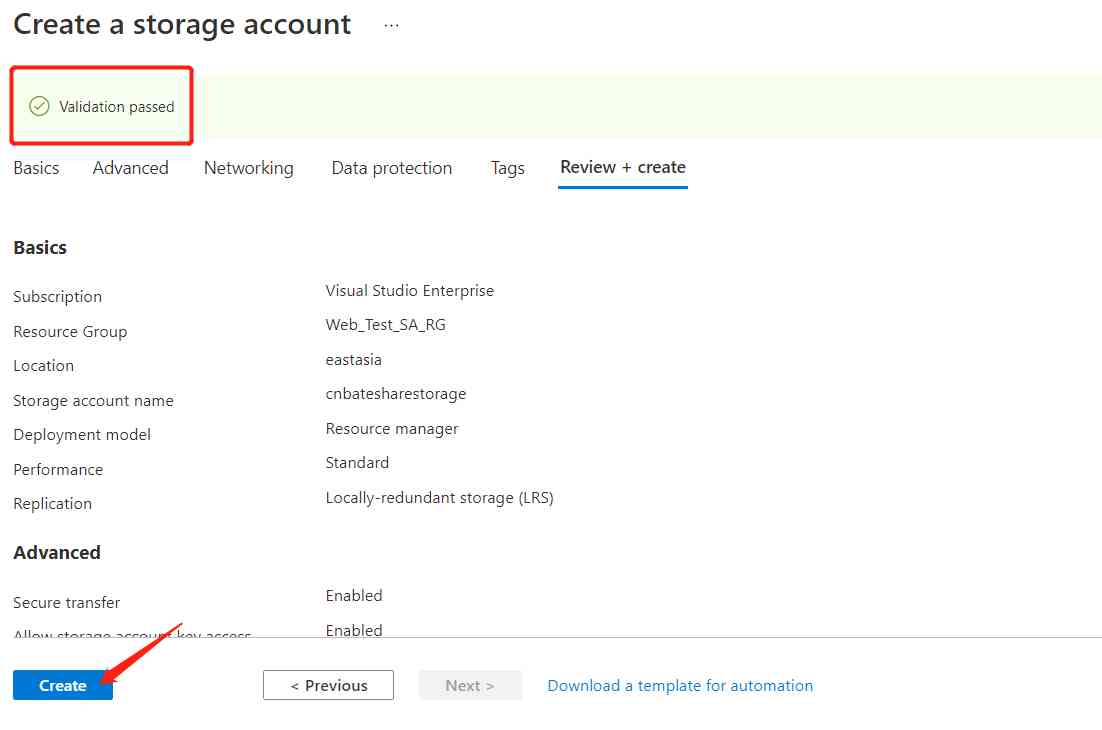 Create a storage account ...
Validation passed
Basics Advanced Networking Data protection Tags Review + create
Basics
Subscription Visual Studio Enterprise
Resource Group Web_Test_SA_RG
Location eastasia
Storage account name cnbatesharestorage
Deployment model Resource manager
Performance Standard
Replication Locally-redundant storage (LRS)
Advanced
Secure transfer Enabled
Allow storage account key access Enabled
Create < Previous Next > Download a template for automation